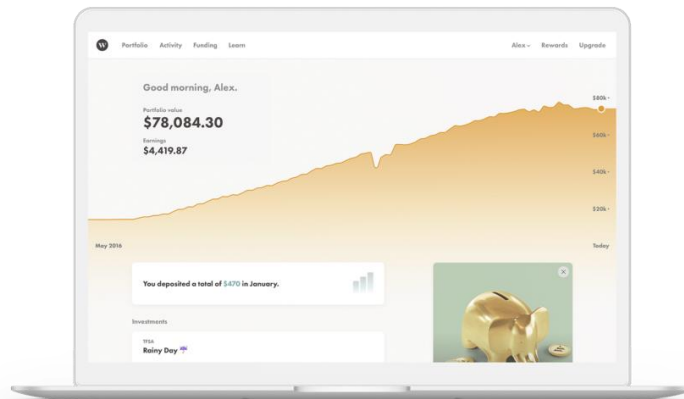 W Portfolio Activity Funding Learn Alex Rewards Upgrade
Good morning, Alex.
Portfolio value
$78,084.30
Earnings
$4,419.87
$80k
$60k
$40k
$20k
May 2016 Today
You deposited a total of $470 in January.
Investments
TFSA
Rainy Day